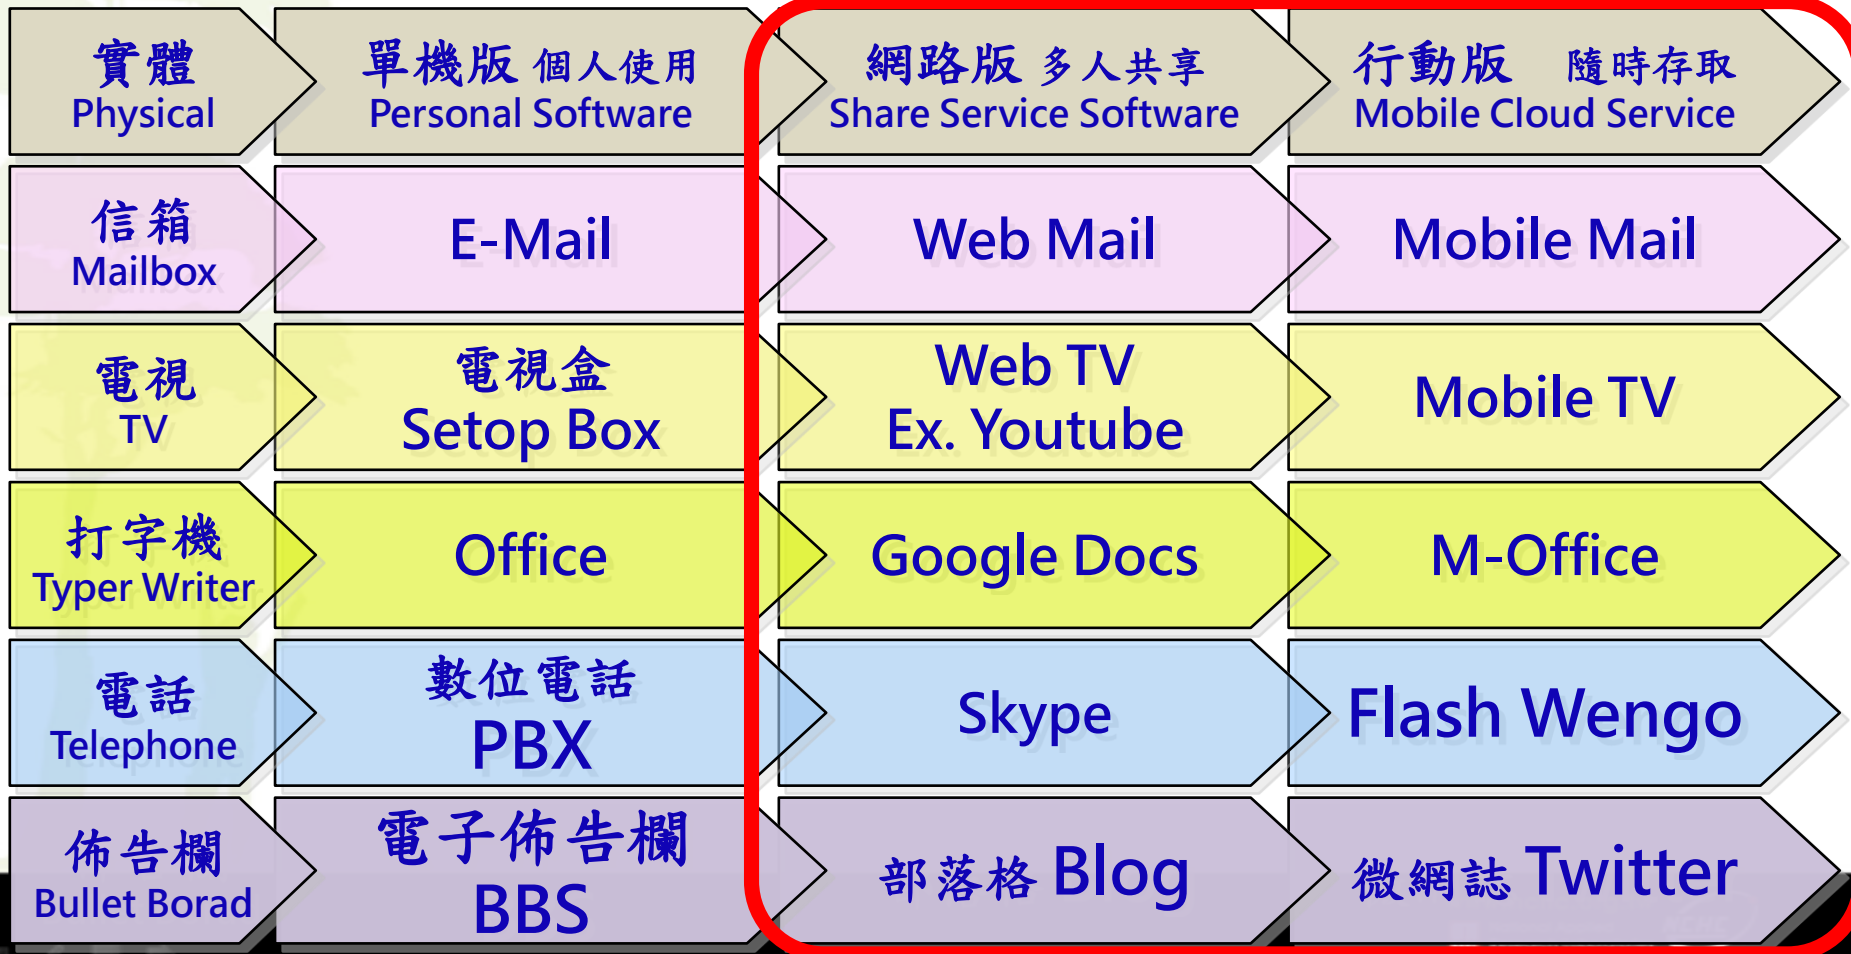 實體
Physical
單機版 個人使用
Personal Software
網路版 多人共享
Share Service Software
行動版 隨時存取
Mobile Cloud Service
信箱
Mailbox
E-Mail
Web Mail
Mobile Mail
電視
TV
電視盒
Setop Box
Web TV
Ex. Youtube
Mobile TV
打字機
Typer Writer
Office
Google Docs
M-Office
電話
Telephone
數位電話
PBX
Skype
Flash Wengo
佈告欄
Bullet Borad
電子佈告欄
BBS
部落格 Blog
微網誌 Twitter